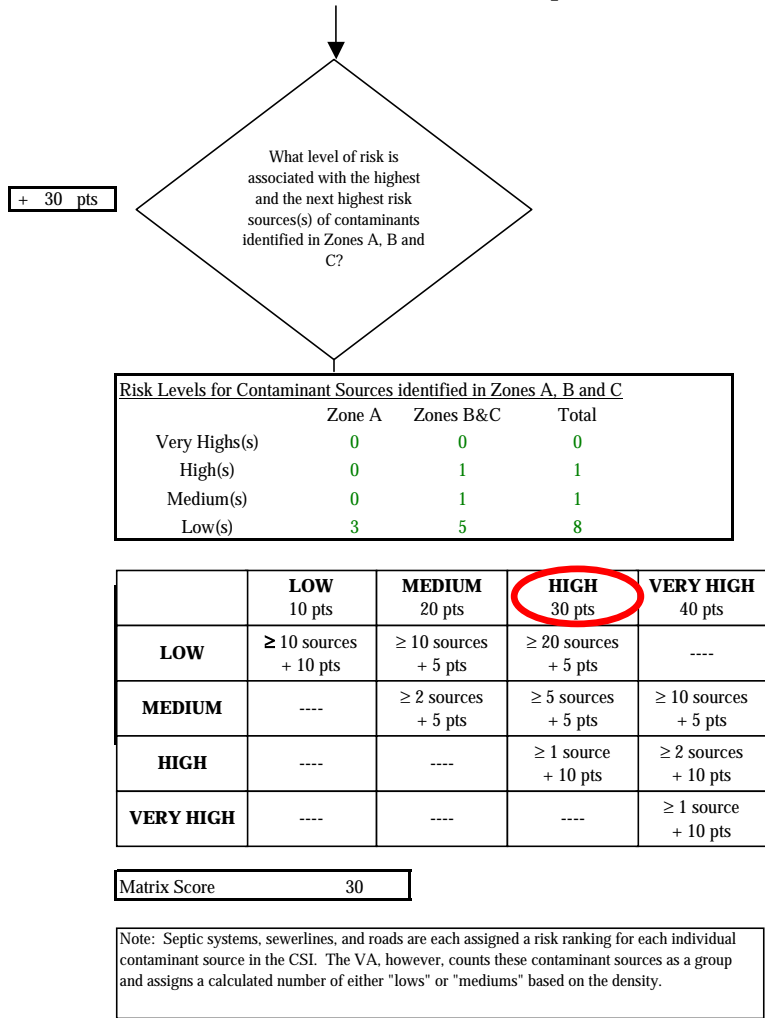 What level of risk is
associated with the highest
and the next highest risk
sources(s) of contaminants
identified in Zones A, B and
C?
+ 30 pts
Risk Levels for Contaminant Sources identified in Zones A, B and C
Zone A Zones B&C Total
Very Highs(s) 0 0 0
High(s) 0 1 1
Medium(s) 0 1 1
Low(s) 3 5 8
LOW MEDIUM HIGH VERY HIGH
10 pts 20 pts 30 pts 40 pts
LOW ≥ 10 sources ≥ 10 sources ≥ 20 sources ----
+ 10 pts + 5 pts + 5 pts
MEDIUM ---- ≥ 2 sources ≥ 5 sources ≥ 10 sources
+ 5 pts + 5 pts + 5 pts
HIGH ---- ---- ≥ 1 source ≥ 2 sources
+ 10 pts + 10 pts
VERY HIGH ---- ---- ---- ≥ 1 source
+ 10 pts
Matrix Score 30
Note: Septic systems, sewerlines, and roads are each assigned a risk ranking for each individual
contaminant source in the CSI. The VA, however, counts these contaminant sources as a group
and assigns a calculated number of either "lows" or "mediums" based on the density.